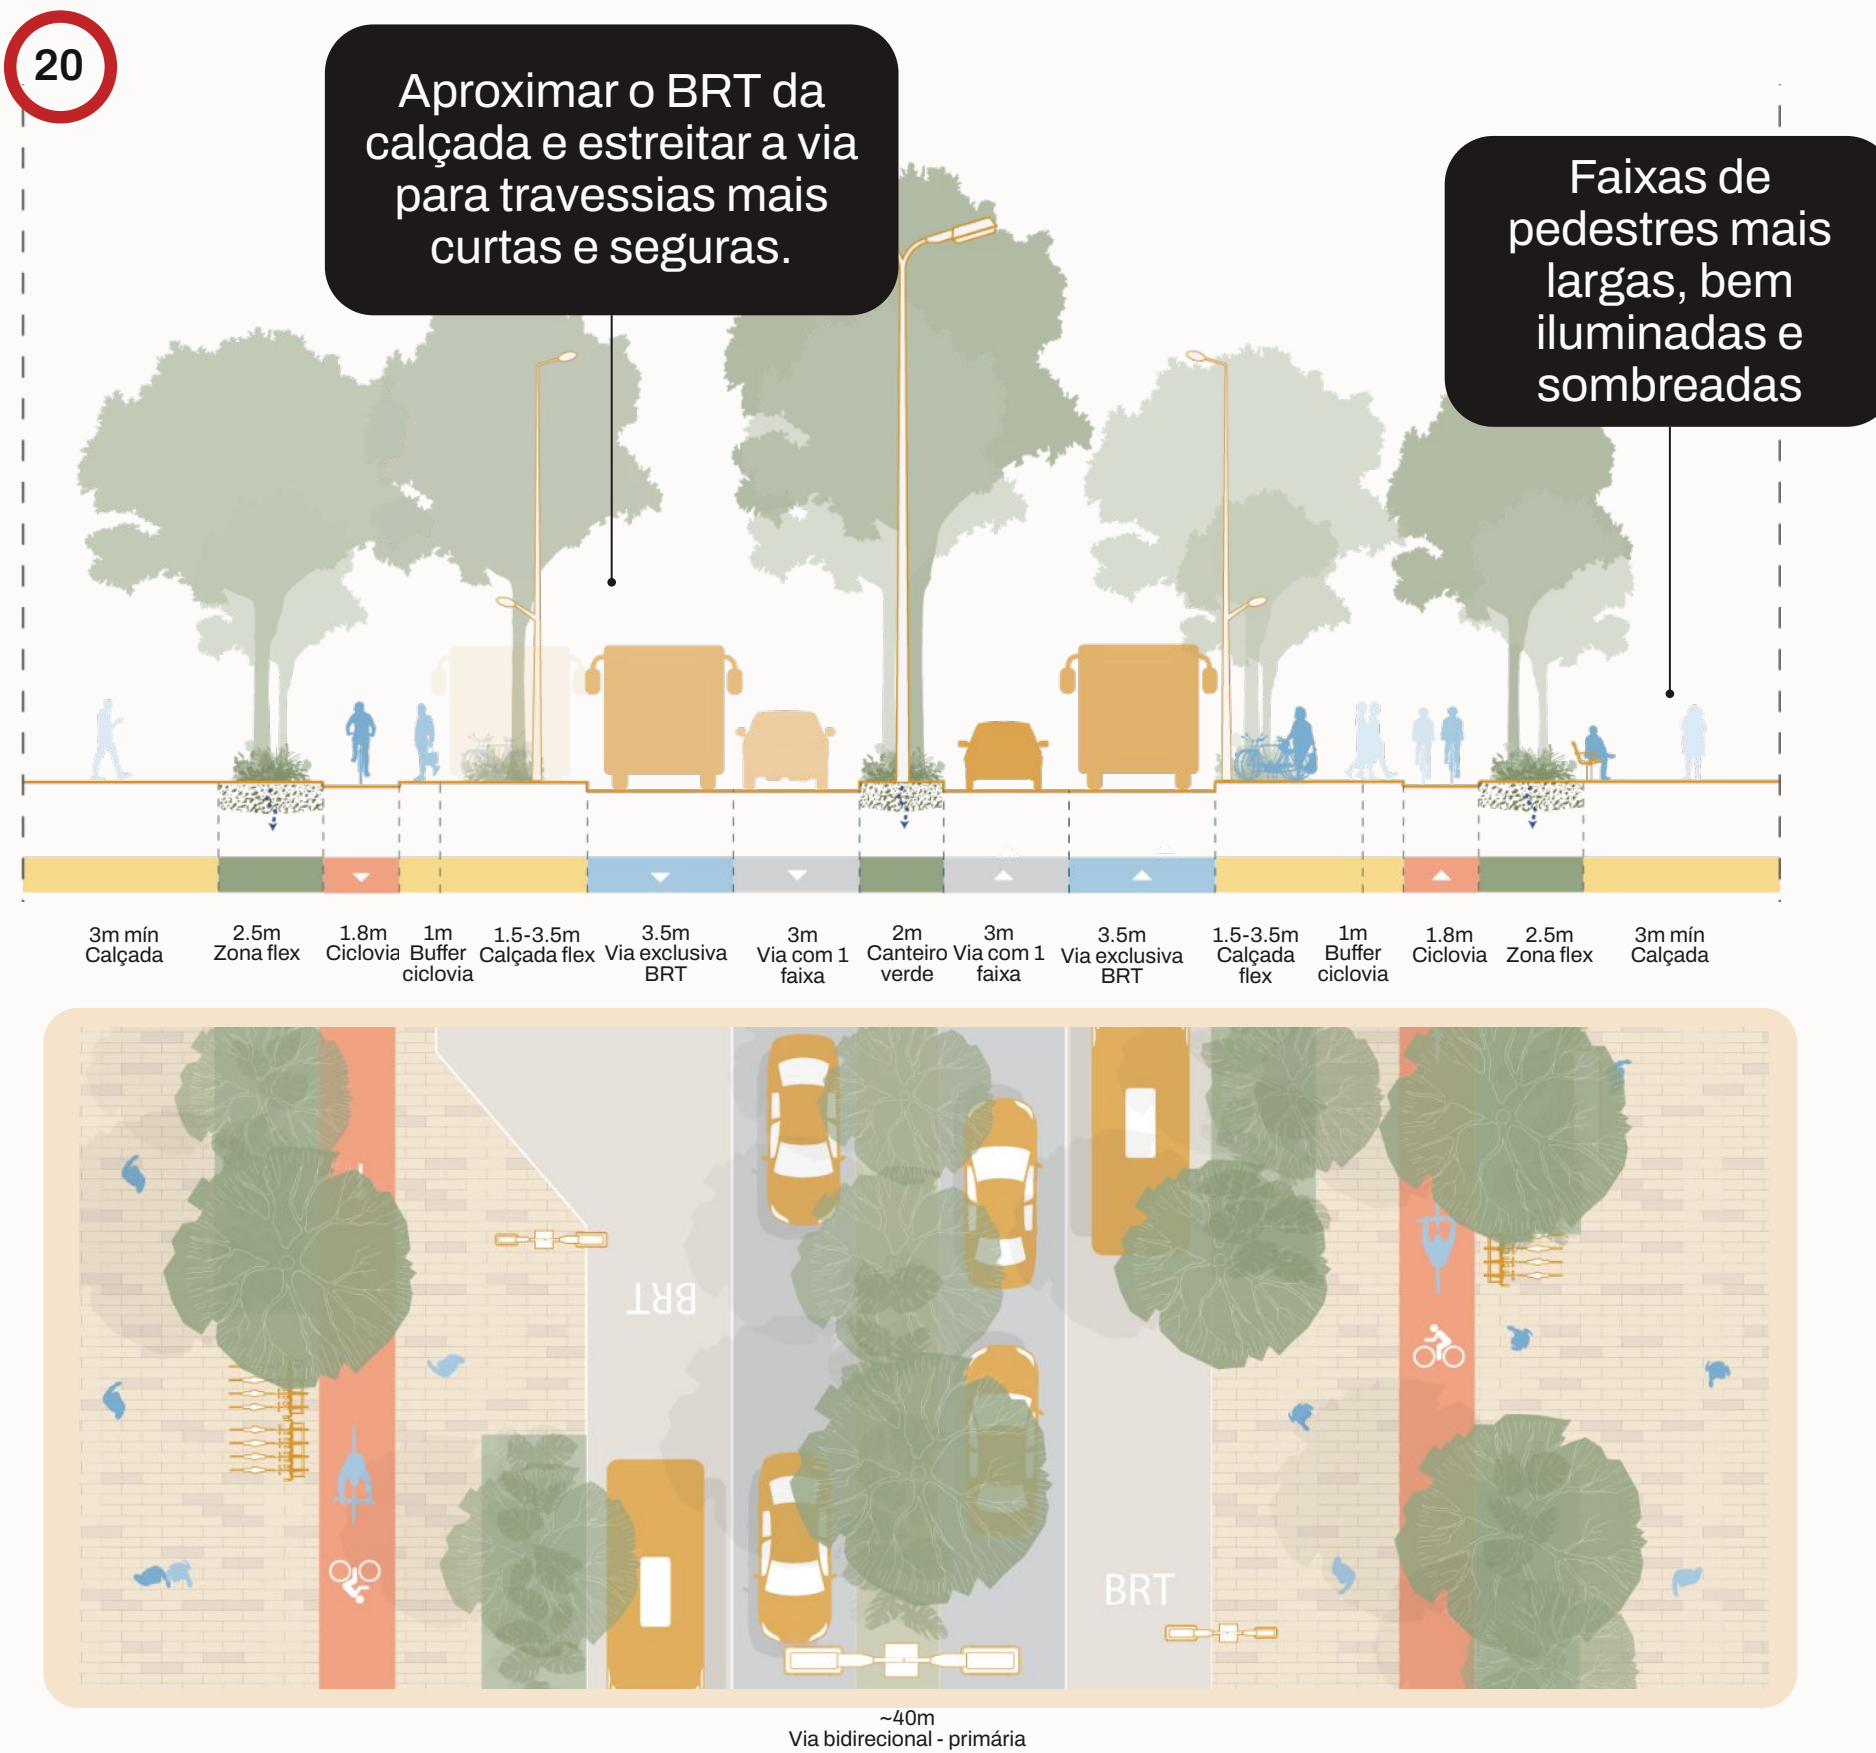 20
Aproximar o BRT da
calçada e estreitar a via
para travessias mais
curtas e seguras.
Faixas de
pedestres mais
largas, bem
iluminadas e
sombreadas
3m mín
Calçada
2.5m
Zona flex
1.8m
Ciclovia
1m
Buffer
ciclovia
1.5-3.5m
Calçada flex
3.5m
Via exclusiva
BRT
3m
Via com 1
faixa
2m
Canteiro
verde
3m
Via com 1
faixa
3.5m
Via exclusiva
BRT
1.5-3.5m
Calçada
flex
1m
Buffer
ciclovia
1.8m
Ciclovia
2.5m
Zona flex
3m mín
Calçada
BRT
BRT
~40m
Via bidirecional - primária